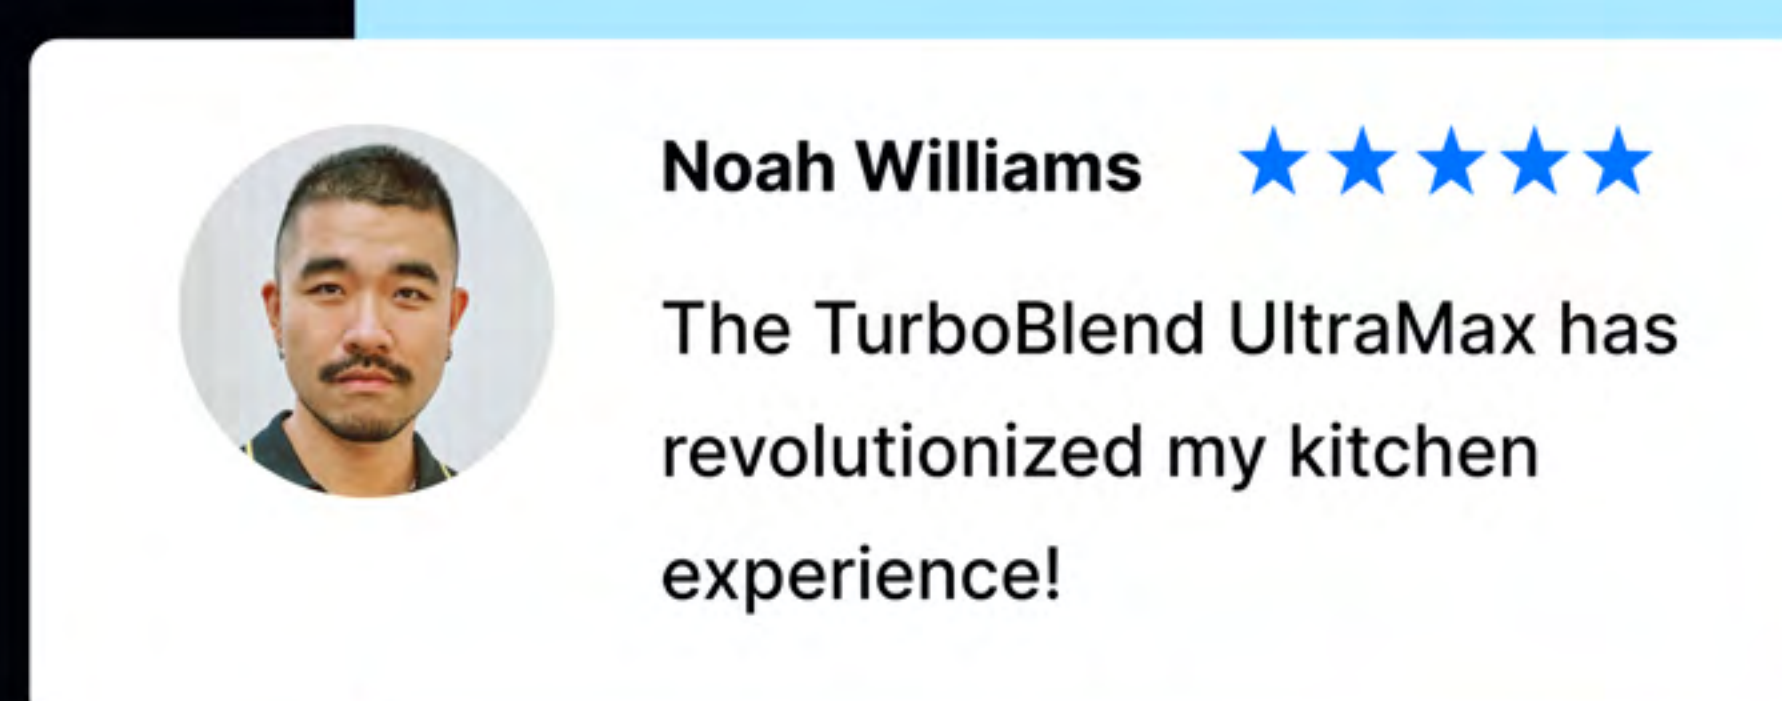 Noah Williams
The TurboBlend UltraMax has
revolutionized my kitchen
experience!